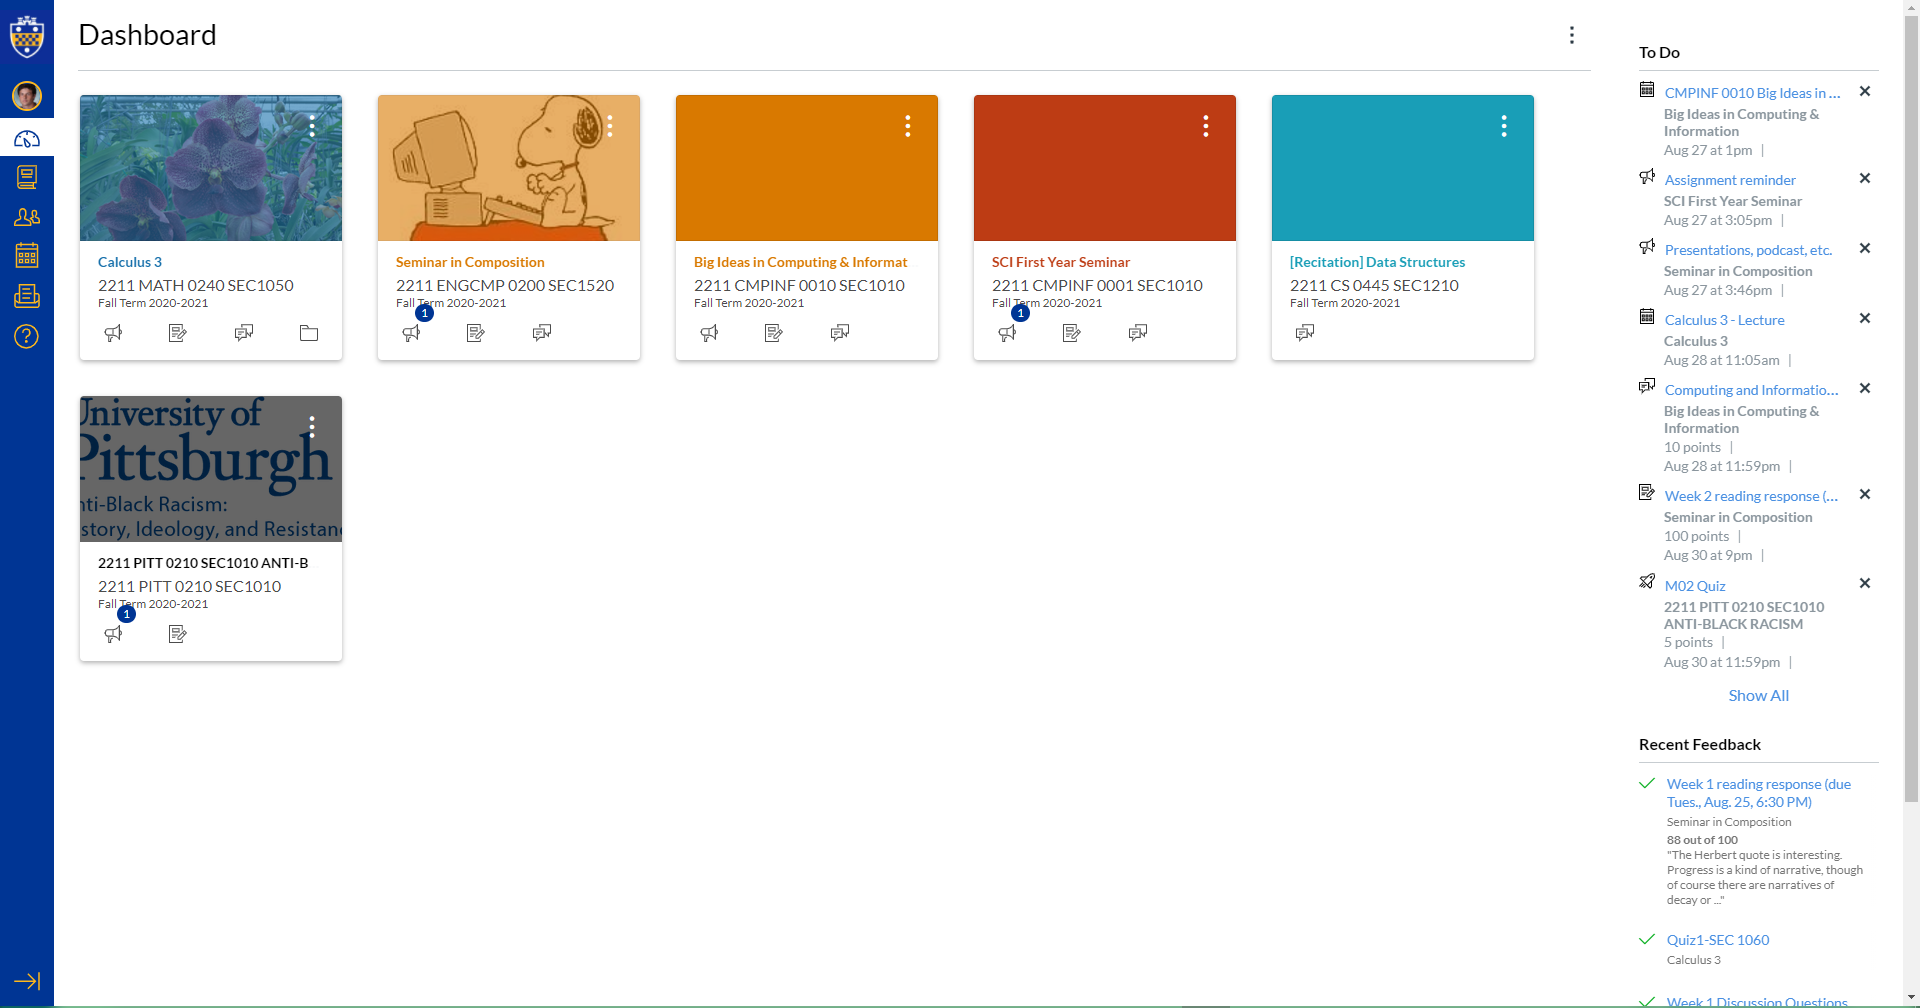 Dashboard
Calculus 3
2211 MATH 0240 SEC1050
Fall Term 2020-2021
Seminar in Composition
2211 ENGCMP 0200 SEC1520
Fall Term 2020-2021
1
Big Ideas in Computing & Informat
2211 CMPINF 0010 SEC1010
Fall Term 2020-2021
SCI First Year Seminar
2211 CMPINF 0001 SEC1010
Fall Term 2020-2021
1
[Recitation] Data Structures
2211 CS 0445 SEC1210
Fall Term 2020-2021
University of
Pittsburgh
nti-Black Racism:
story, Ideology, and Resistan
2211 PITT 0210 SEC1010 ANTI-B
2211 PITT 0210 SEC1010
Fall Term 2020-2021
1
To Do
CMPINF 0010 Big Ideas in ...
Big Ideas in Computing &
Information
Aug 27 at 1pm |
Assignment reminder
SCI First Year Seminar
Aug 27 at 3:05pm |
Presentations, podcast, etc.
Seminar in Composition
Aug 27 at 3:46pm |
Calculus 3 - Lecture
Calculus 3
Aug 28 at 11:05am |
Computing and Informatio...
Big Ideas in Computing &
Information
10 points |
Aug 28 at 11:59pm |
Week 2 reading response (...
Seminar in Composition
100 points |
Aug 30 at 9pm |
M02 Quiz
2211 PITT 0210 SEC1010
ANTI-BLACK RACISM
5 points |
Aug 30 at 11:59pm |
Show All
Recent Feedback
Week 1 reading response (due
Tues., Aug. 25, 6:30 PM)
Seminar in Composition
88 out of 100
"The Herbert quote is interesting.
Progress is a kind of narrative, though
of course there are narratives of
decay or ..."
Quiz1-SEC 1060
Calculus 3
Week 1 Discussion Questions